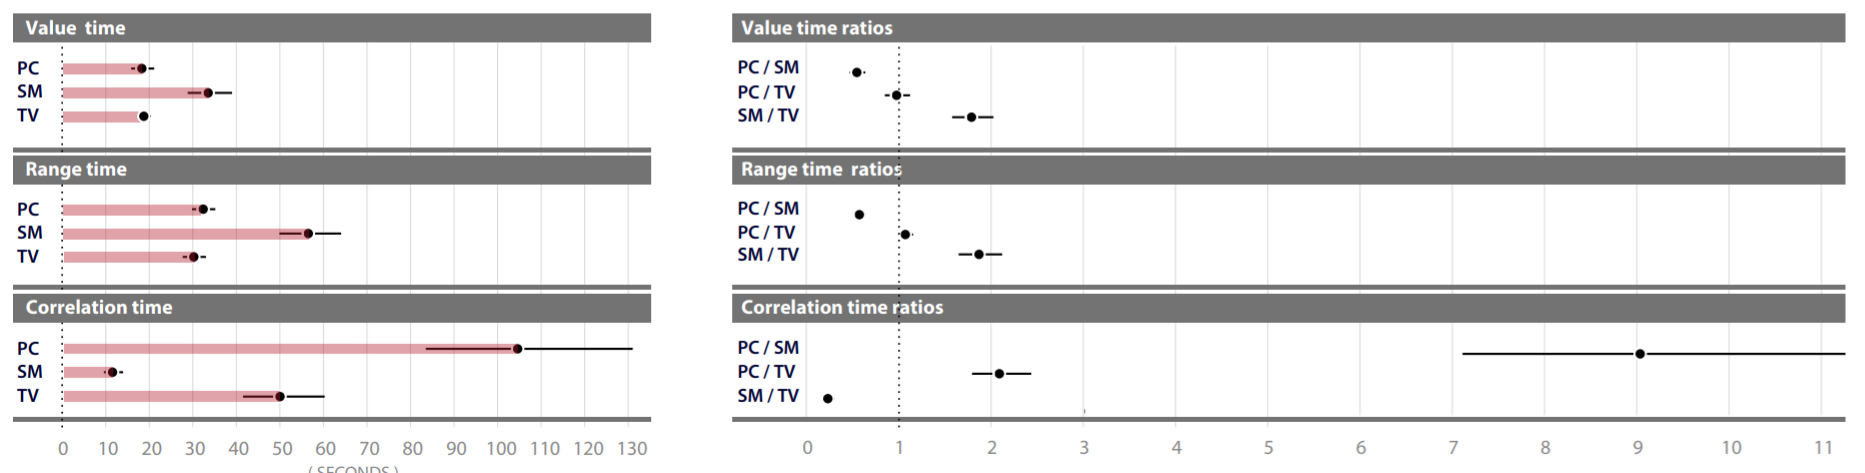 Value time
PC
SM
TV
Range time
PC
SM
TV
Correlation time
PC
SM
TV
0 10 20 30 40 50 60 70 80 90 100 110 120 130
( SECONDS )
Value time ratios
PC / SM
PC / TV
SM / TV
Range time ratios
PC / SM
PC / TV
SM / TV
Correlation time ratios
PC / SM
PC / TV
SM / TV
0 1 2 3 4 5 6 7 8 9 10 11